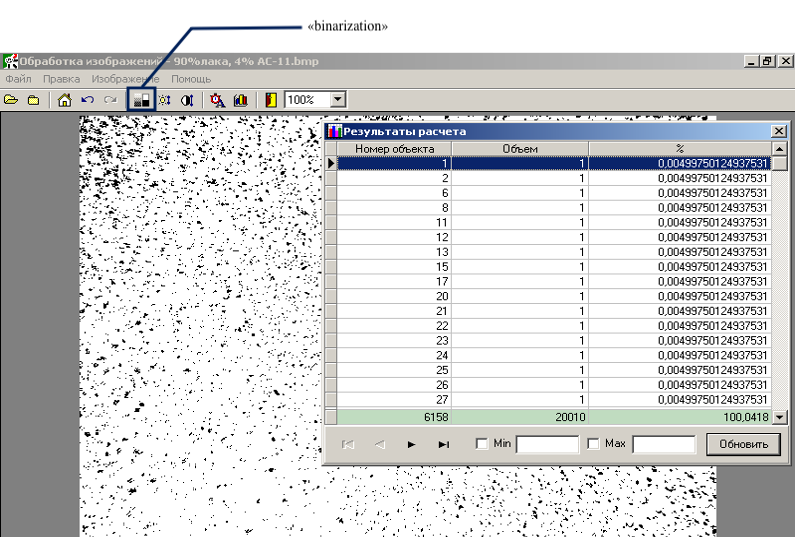 «binarization»
Обработка изображений - 90%лака, 4% АС-11.bmp
Файл Правка Изображение Помощь
100%
Результаты расчета
Номер объекта Объем %
1 1 0,00499750124937531
2 1 0,00499750124937531
6 1 0,00499750124937531
8 1 0,00499750124937531
11 1 0,00499750124937531
12 1 0,00499750124937531
13 1 0,00499750124937531
15 1 0,00499750124937531
17 1 0,00499750124937531
20 1 0,00499750124937531
21 1 0,00499750124937531
22 1 0,00499750124937531
23 1 0,00499750124937531
24 1 0,00499750124937531
25 1 0,00499750124937531
26 1 0,00499750124937531
27 1 0,00499750124937531
6158 20010 100,0418
Min Max Обновить